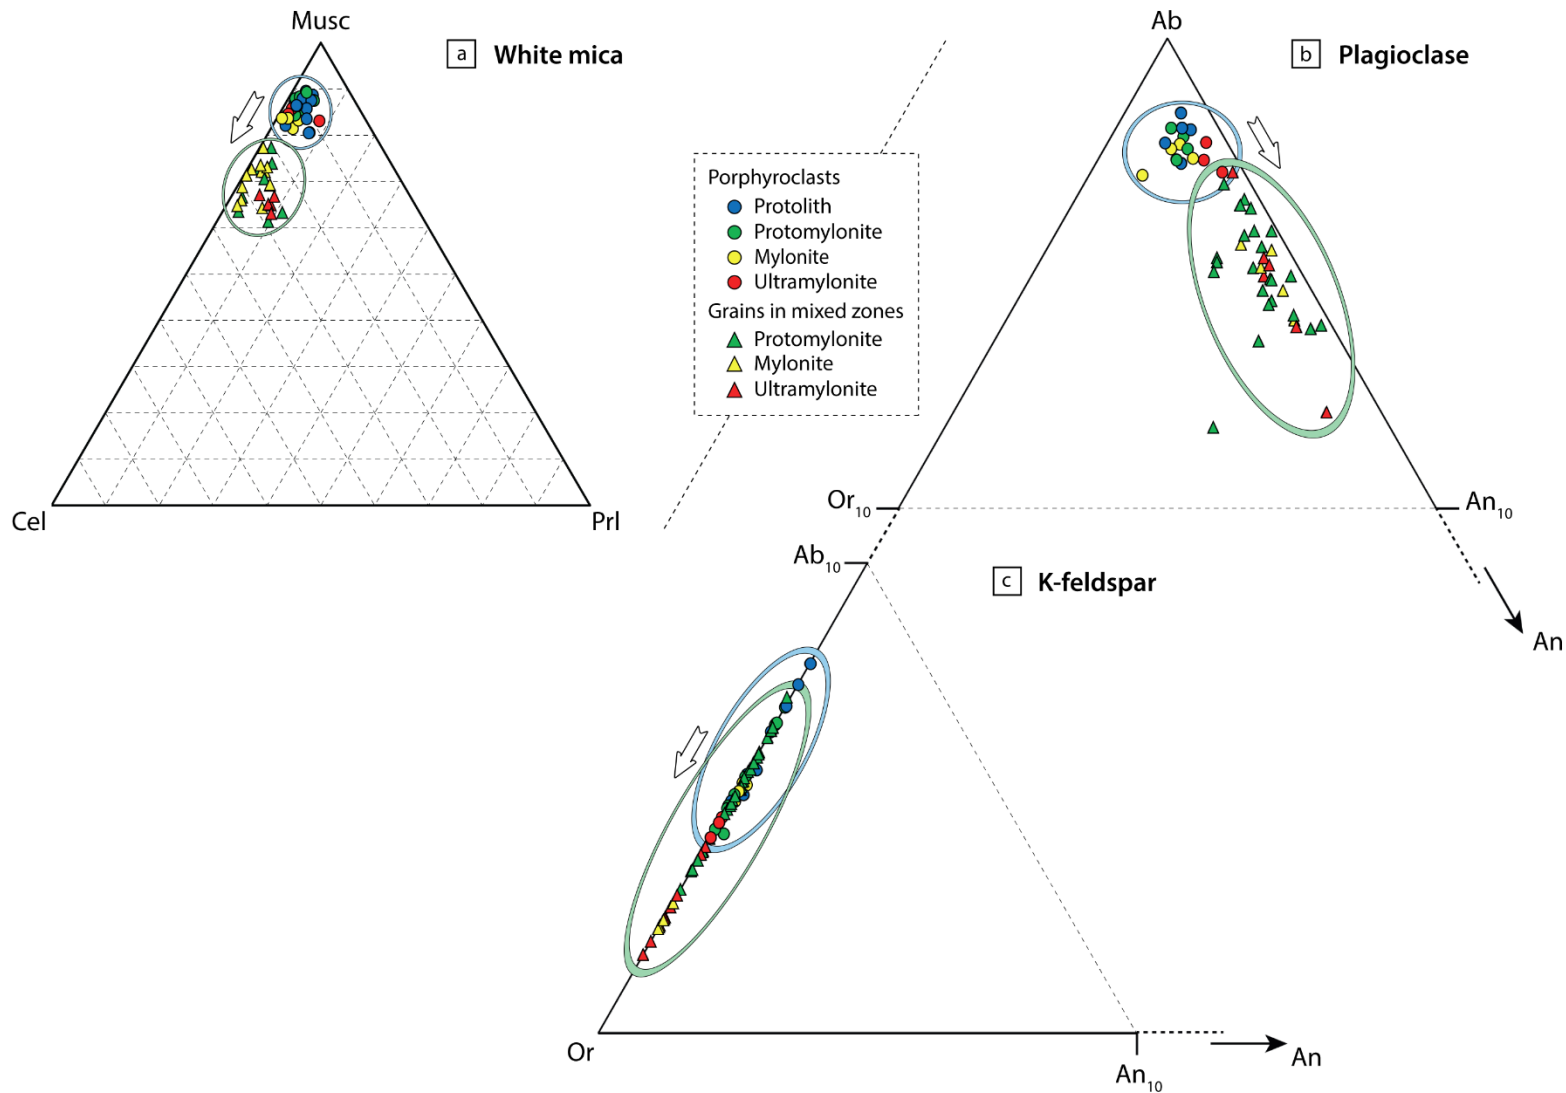 Musc
a White mica
Cel
Prl
Ab
b Plagioclase
Or10
An10
An
Porphyroclasts
Protolith
Protomylonite
Mylonite
Ultramylonite
Grains in mixed zones
Protomylonite
Mylonite
Ultramylonite
Ab10
c K-feldspar
Or
An10
An